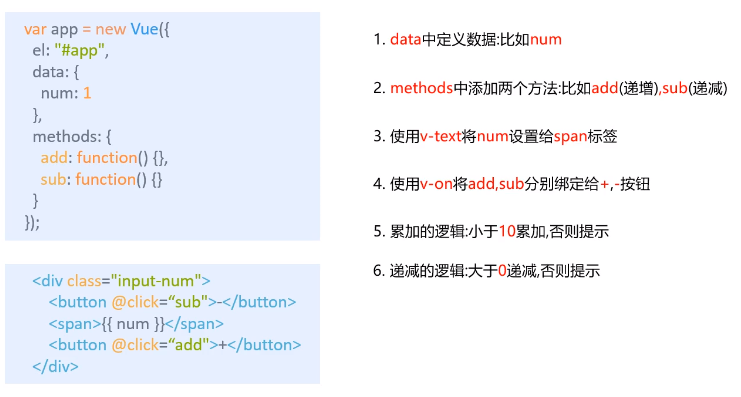 var app = new Vue({
el: "#app",
data: {
num: 1
},
methods: {
add: function() {},
sub: function() {}
}
});
<div class="input-num">
<button @click=“sub">-</button>
<span>{{ num }}</span>
<button @click=“add">+</button>
</div>
1. data中定义数据:比如num
2. methods中添加两个方法:比如add(递增),sub(递减)
3. 使用v-text将num设置给span标签
4. 使用v-on将add,sub分别绑定给+,-按钮
5. 累加的逻辑:小于10累加,否则提示
6. 递减的逻辑:大于0递减,否则提示